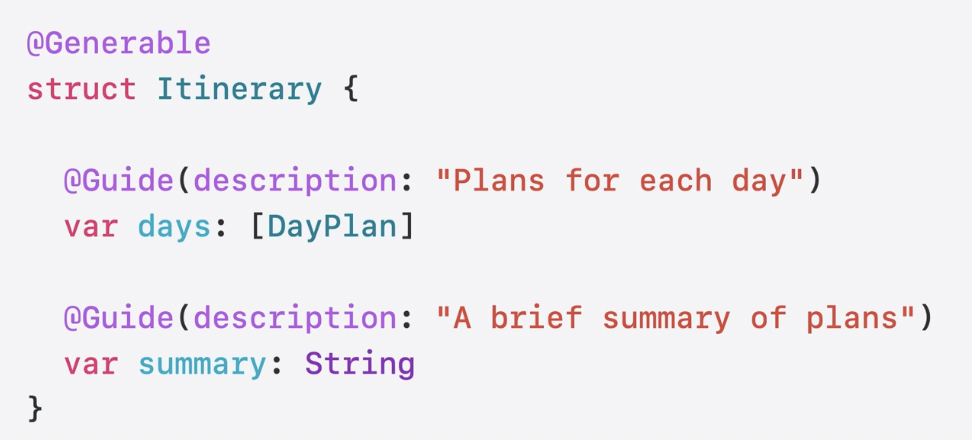 @Generable
struct Itinerary {
@Guide(description: "Plans for each day")
var days: [DayPlan]
@Guide(description: "A brief summary of plans")
var summary: String
}